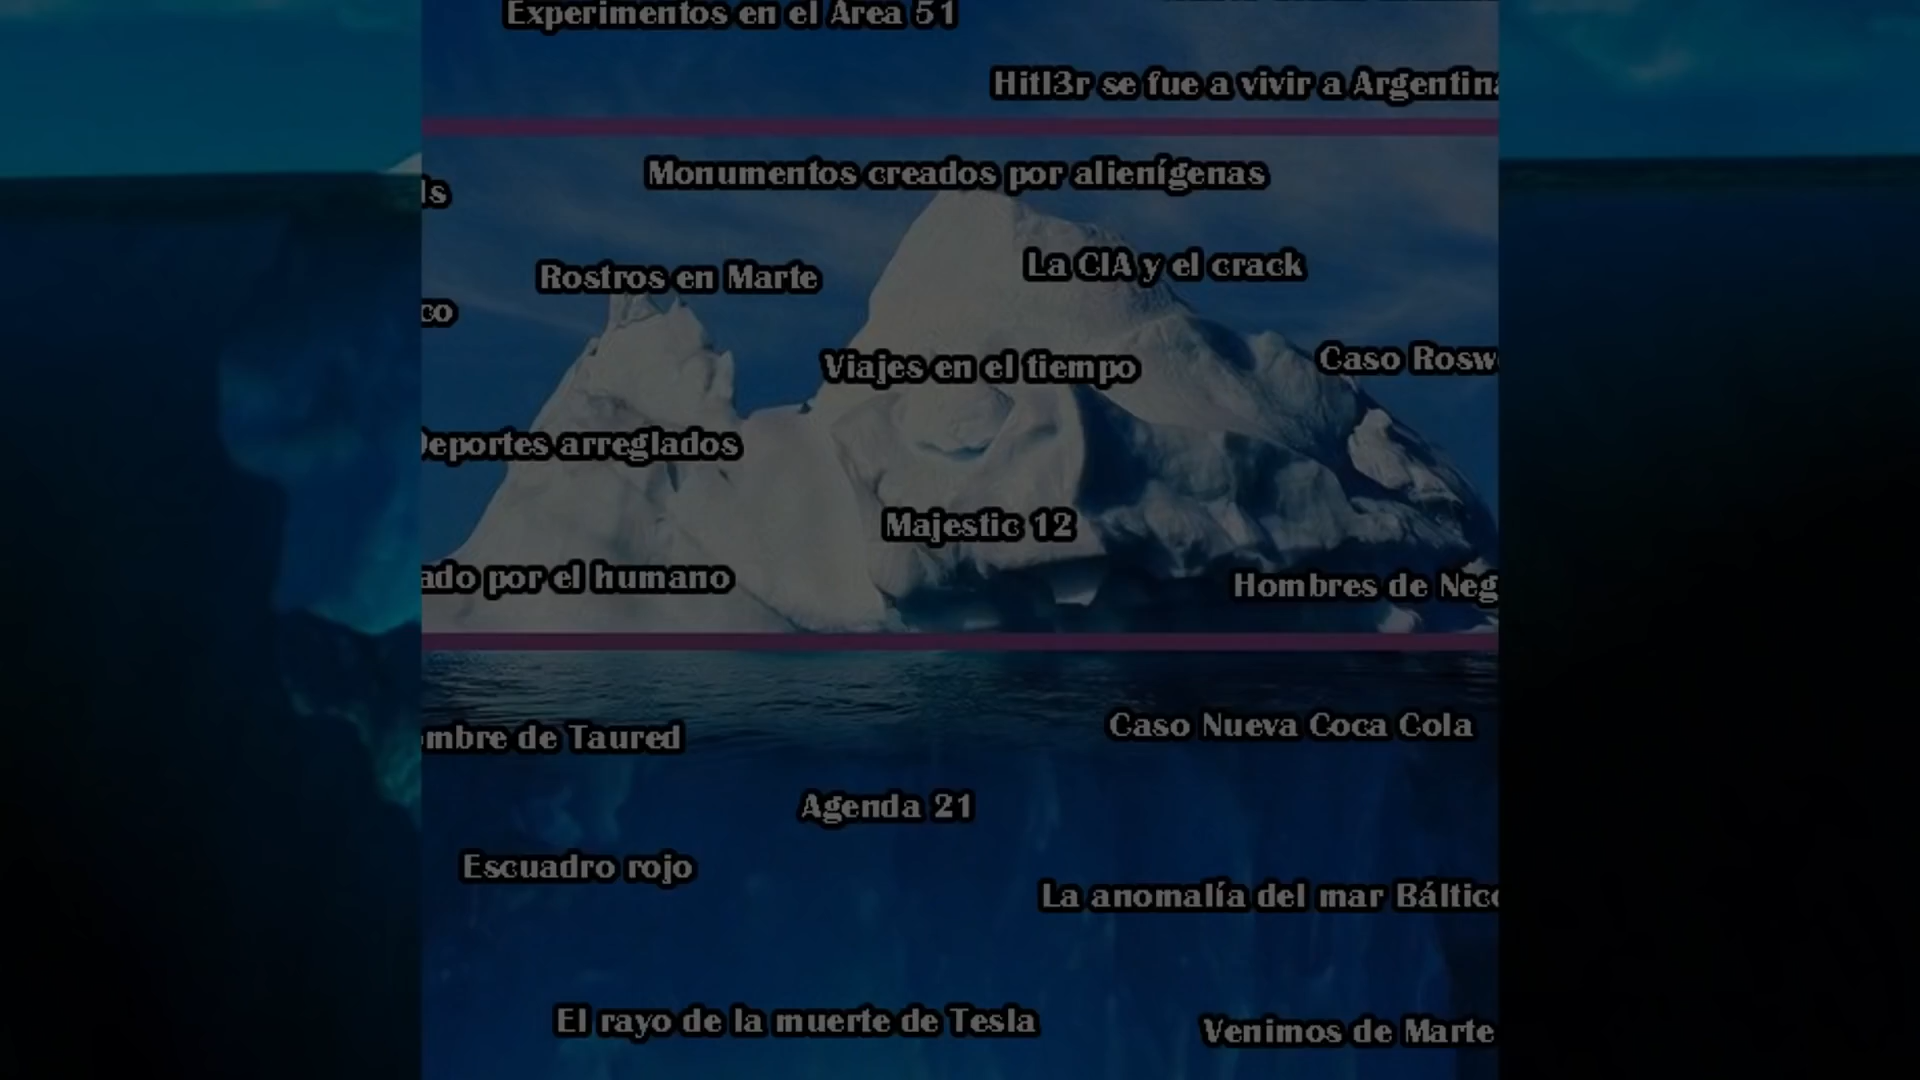 Experimentos en el Área 51
Hitl3r se fue a vivir a Argentina
Monumentos creados por alienígenas
ls
La CIA y el crack
Rostros en Marte
co
Caso Rosw
Viajes en el tiempo
Deportes arreglados
Majestic 12
ado por el humano
Hombres de Neg
mbre de Taured
Caso Nueva Coca Cola
Agenda 21
Escuadro rojo
La anomalía del mar Báltico
El rayo de la muerte de Tesla
Venimos de Marte